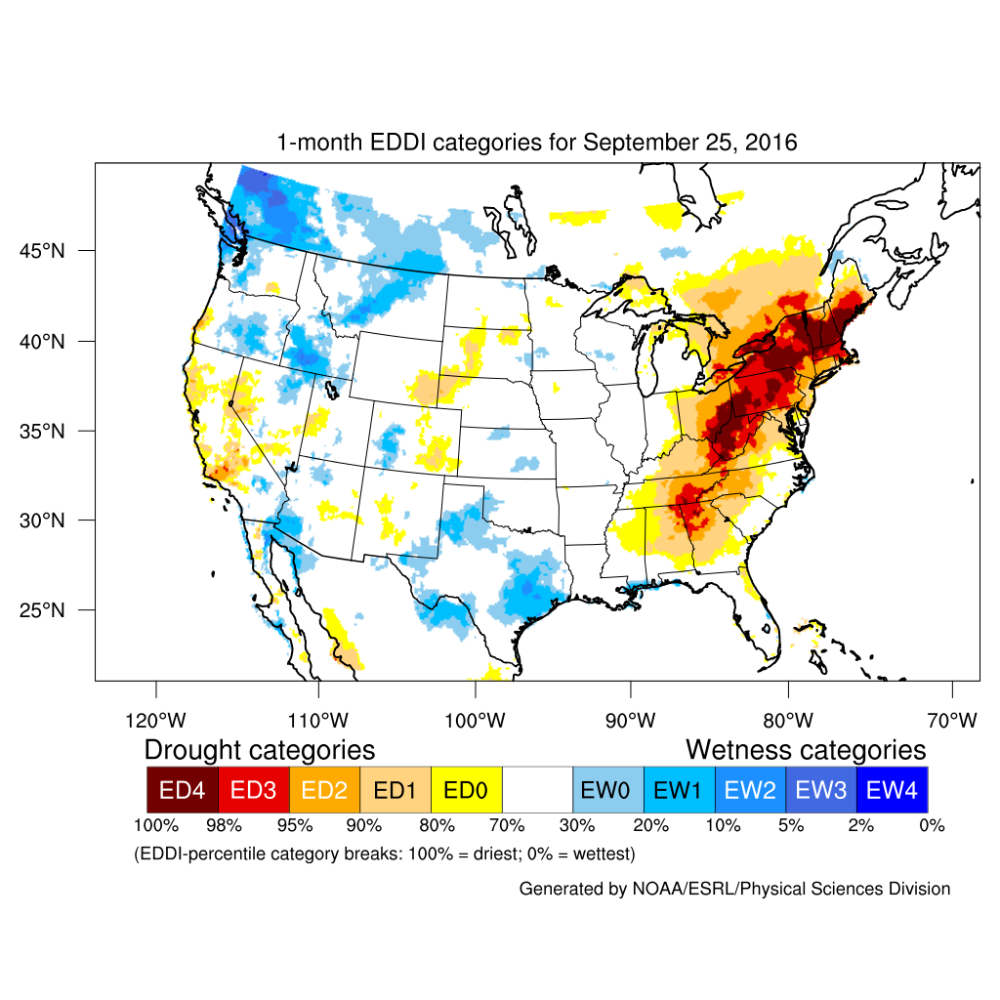 1-month EDDI categories for September 25, 2016
45°N
40°N
35°N
30°N
25°N
120°W 110°W 100°W 90°W 80°W 70°W
Drought categories Wetness categories
ED4 ED3 ED2 ED1 ED0 EW0 EW1 EW2 EW3 EW4
100% 98% 95% 90% 80% 70% 30% 20% 10% 5% 2% 0%
(EDDI-percentile category breaks: 100% = driest; 0% = wettest)
Generated by NOAA/ESRL/Physical Sciences Division